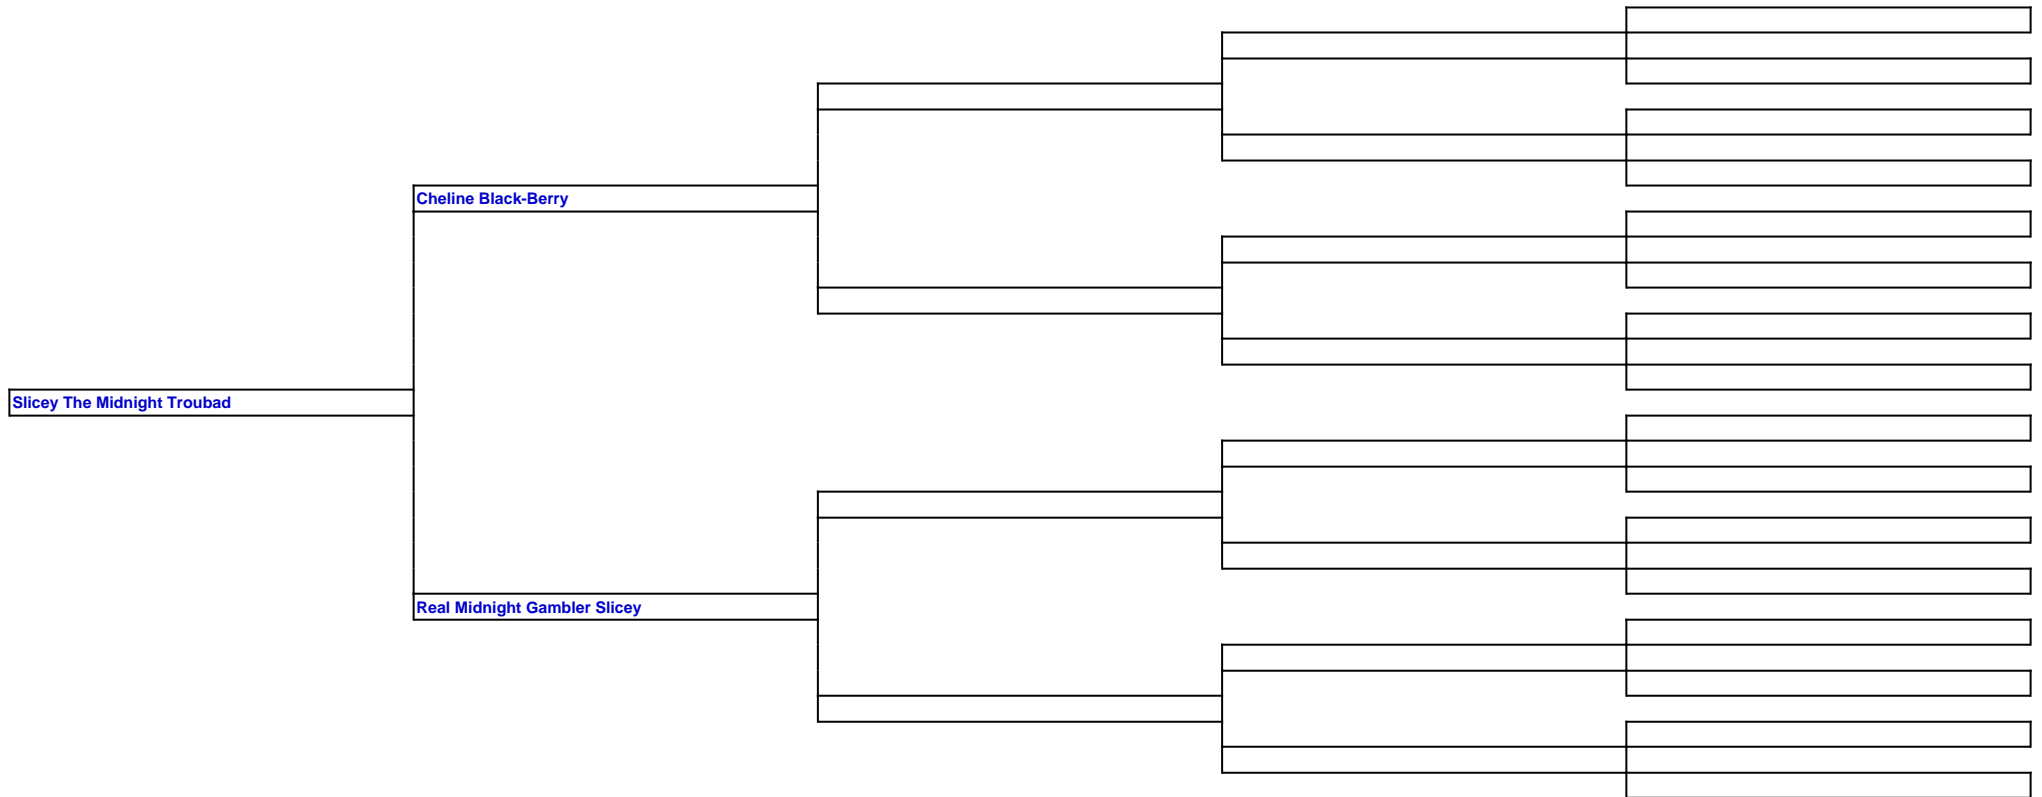 Cheline Black-Berry
Slicey The Midnight Troubad
Real Midnight Gambler Slicey